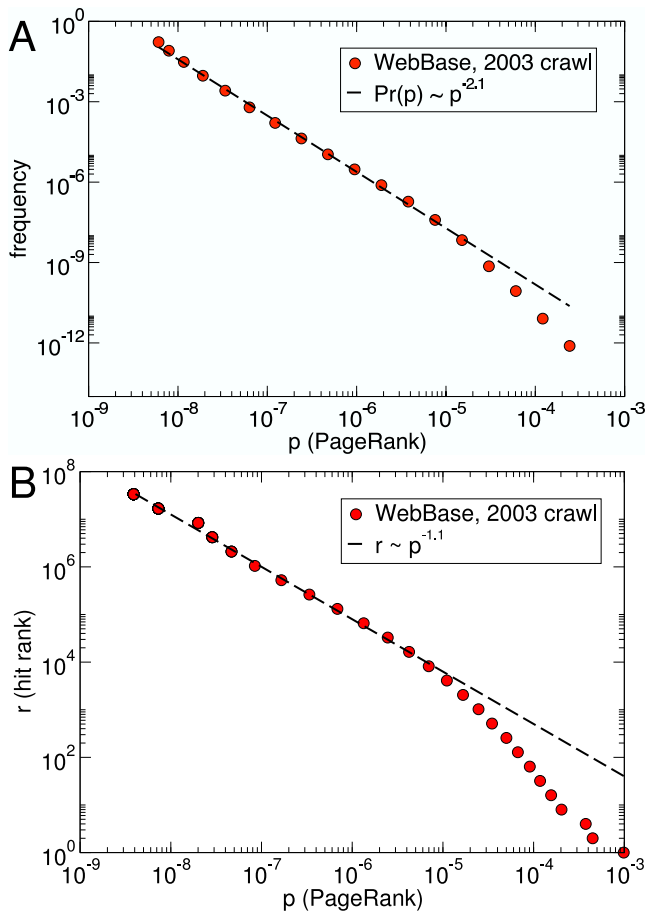 A
10^0
10^-3
10^-6
10^-9
10^-12
frequency
WebBase, 2003 crawl
Pr(p) ~ p^-2.1
10^-9 10^-8 10^-7 10^-6 10^-5 10^-4 10^-3
p (PageRank)
B
10^8
10^6
10^4
10^2
10^0
r (hit rank)
WebBase, 2003 crawl
r ~ p^-1.1
10^-9 10^-8 10^-7 10^-6 10^-5 10^-4 10^-3
p (PageRank)